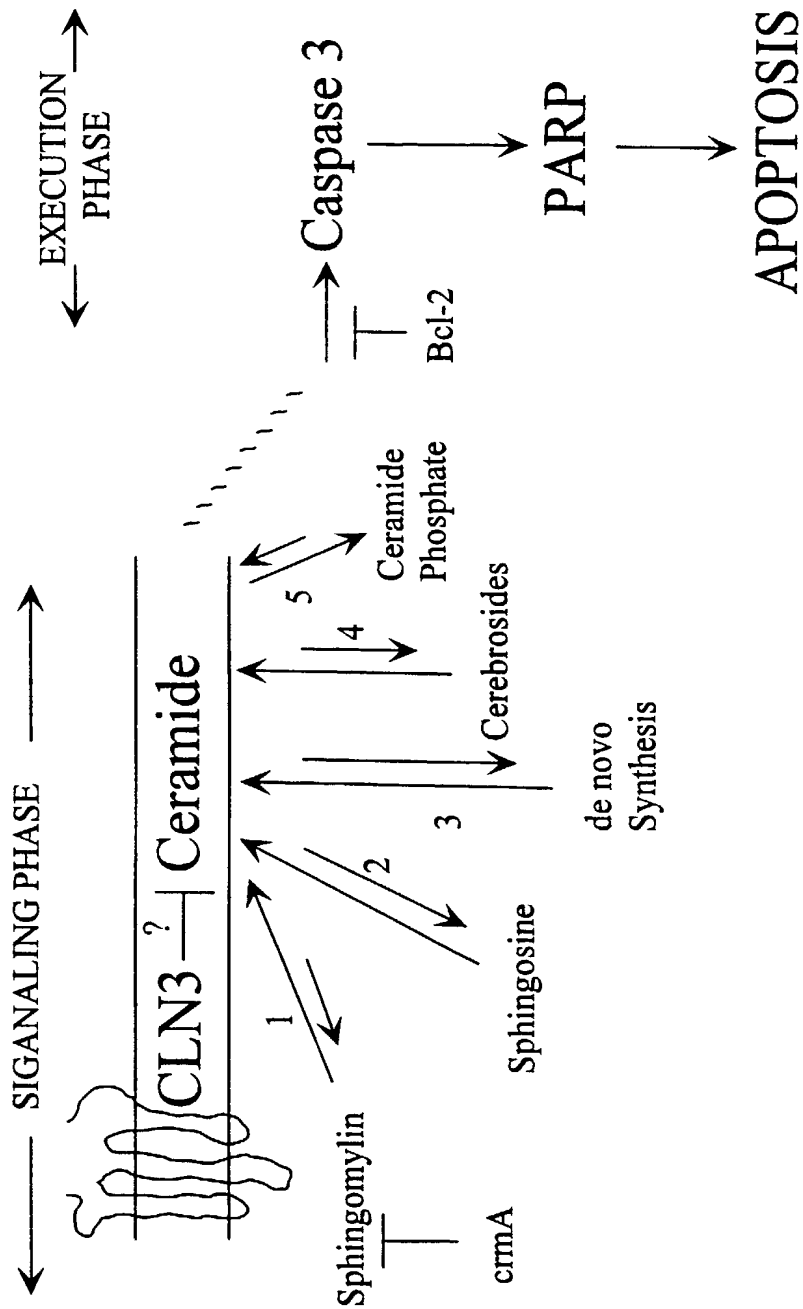 SIGANALING PHASE
EXECUTION
PHASE
CLN3
?
Ceramide
Caspase 3
1
2
3
4
5
Sphingomylin
crmA
Sphingosine
de novo
Synthesis
Cerebrosides
Ceramide
Phosphate
Bcl-2
PARP
APOPTOSIS